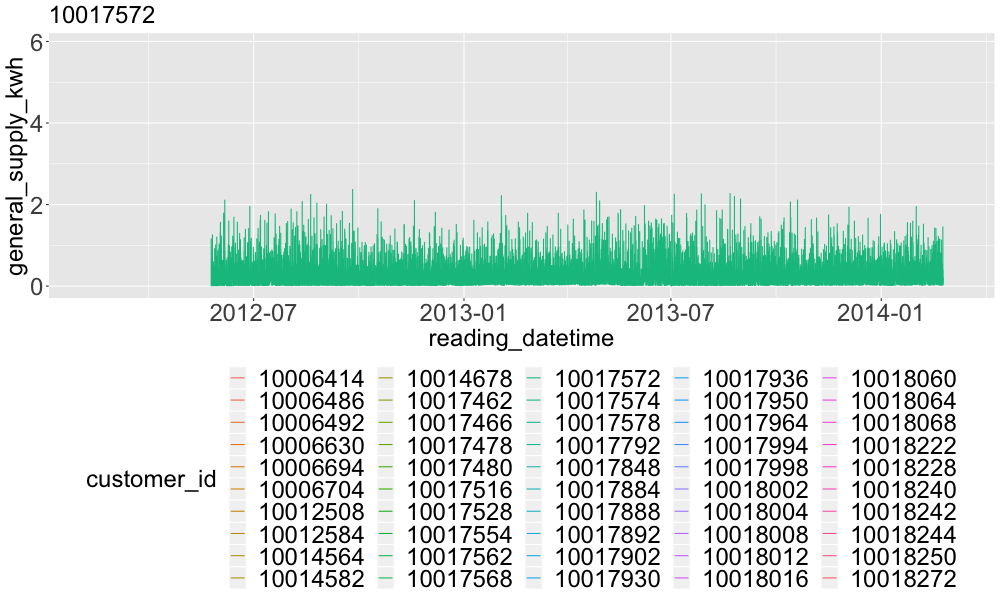 10017572
general_supply_kwh
6
4
2
0
2012-07 2013-01 2013-07 2014-01
reading_datetime
customer_id
10006414 10014678 10017572 10017936 10018060
10006486 10017462 10017574 10017950 10018064
10006492 10017466 10017578 10017964 10018068
10006630 10017478 10017792 10017994 10018222
10006694 10017480 10017848 10017998 10018228
10006704 10017516 10017884 10018002 10018240
10012508 10017528 10017888 10018004 10018242
10012584 10017554 10017892 10018008 10018244
10014564 10017562 10017902 10018012 10018250
10014582 10017568 10017930 10018016 10018272